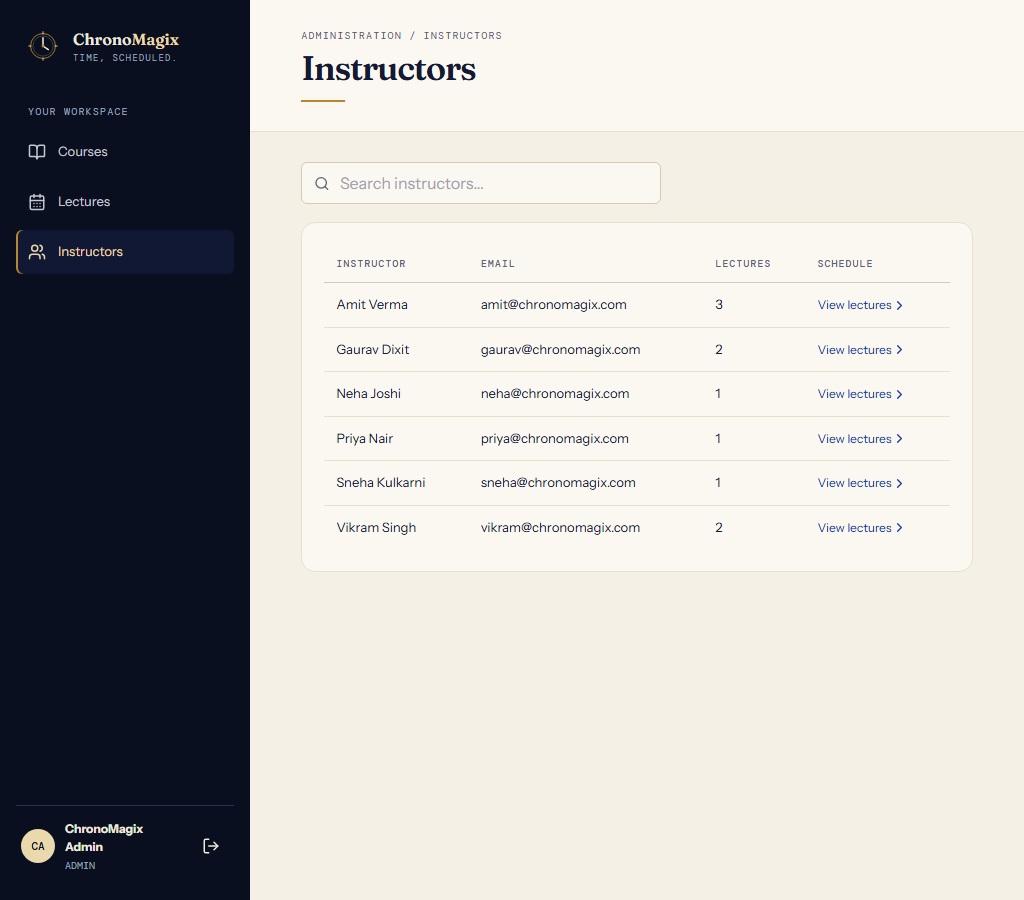 ChronoMagix
TIME, SCHEDULED.
YOUR WORKSPACE
Courses
Lectures
Instructors
ChronoMagix
Admin
CA
ADMIN
ADMINISTRATION / INSTRUCTORS
Instructors
Search instructors...
INSTRUCTOR EMAIL LECTURES SCHEDULE
Amit Verma amit@chronomagix.com 3 View lectures
Gaurav Dixit gaurav@chronomagix.com 2 View lectures
Neha Joshi neha@chronomagix.com 1 View lectures
Priya Nair priya@chronomagix.com 1 View lectures
Sneha Kulkarni sneha@chronomagix.com 1 View lectures
Vikram Singh vikram@chronomagix.com 2 View lectures